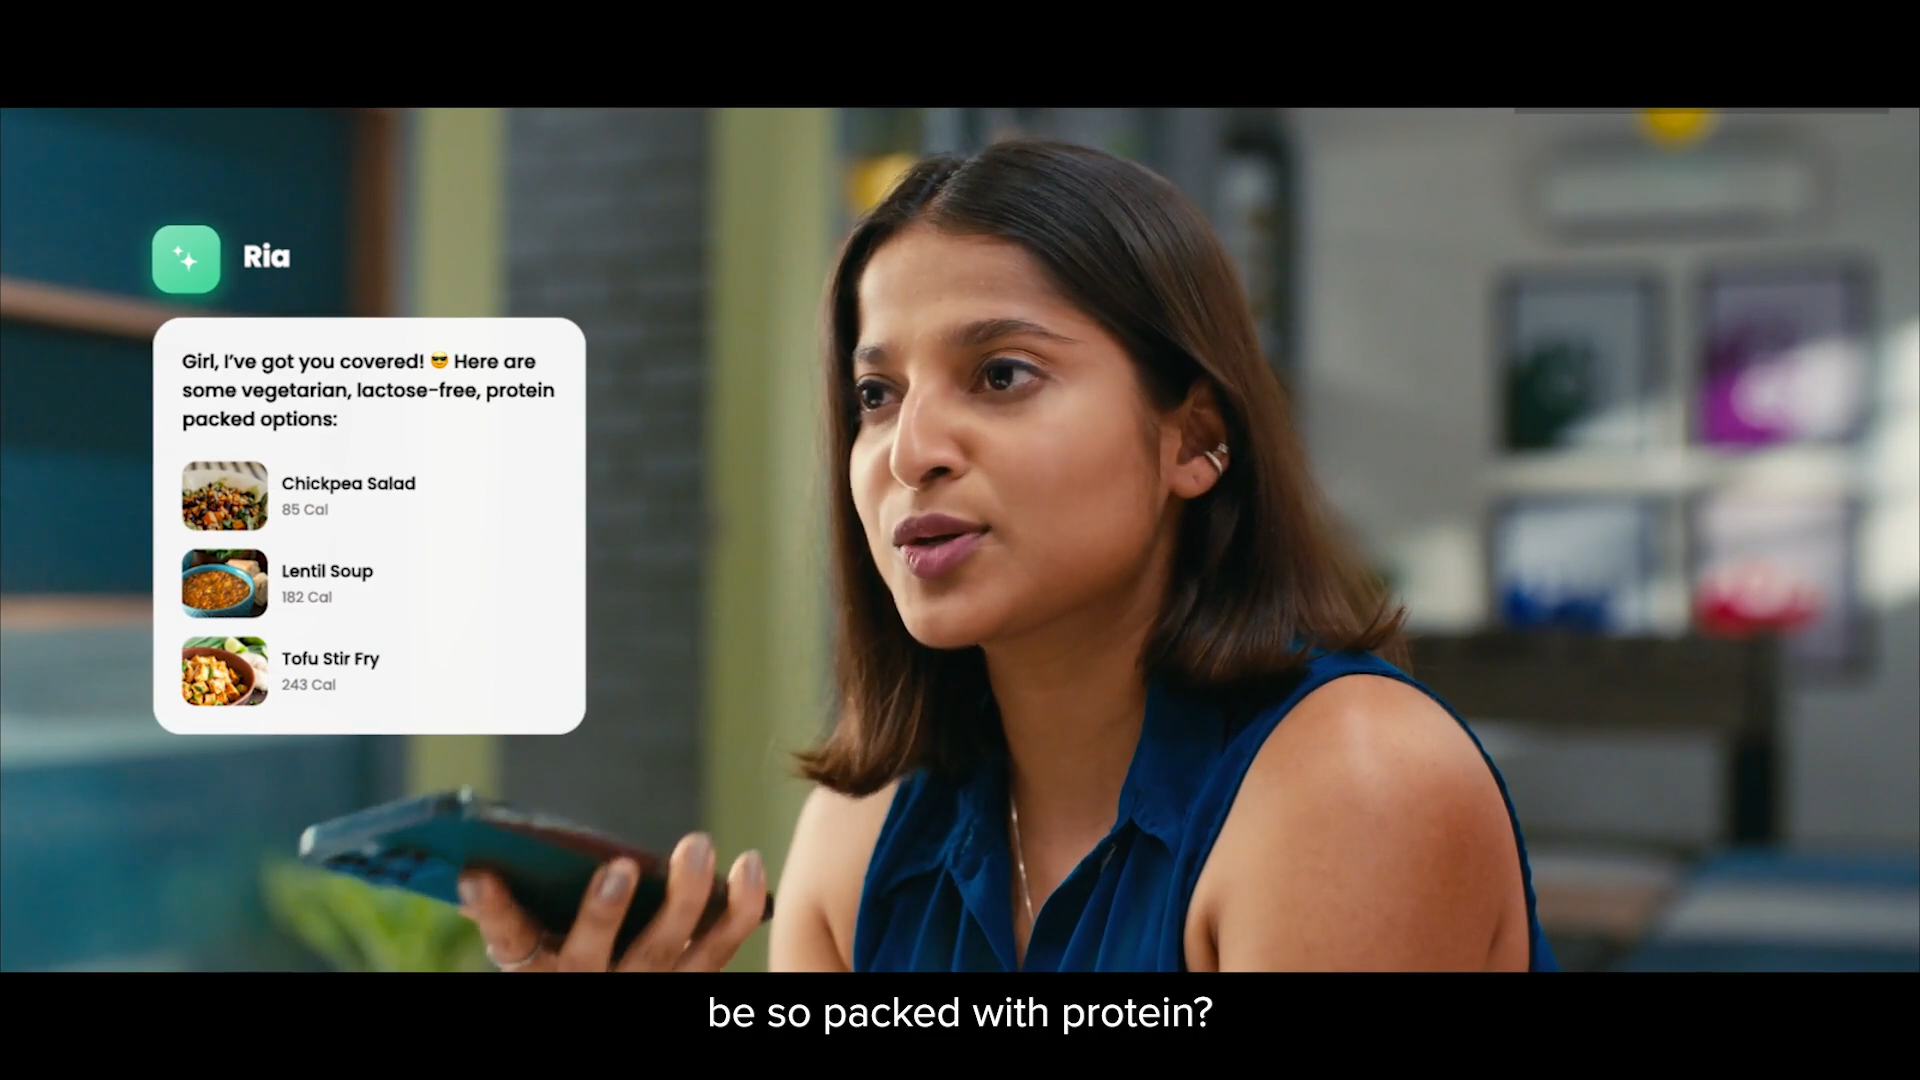 Ria
Girl, I've got you covered! 😎 Here are
some vegetarian, lactose-free, protein
packed options:
Chickpea Salad
85 Cal
Lentil Soup
182 Cal
Tofu Stir Fry
243 Cal
be so packed with protein?